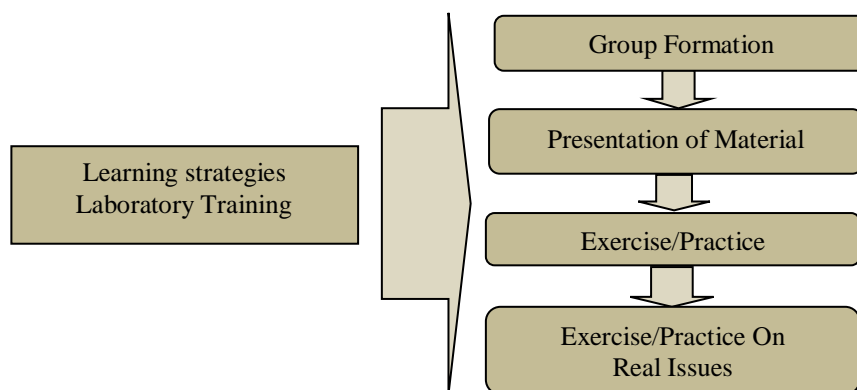 Learning strategies
Laboratory Training
Group Formation
Presentation of Material
Exercise/Practice
Exercise/Practice On
Real Issues